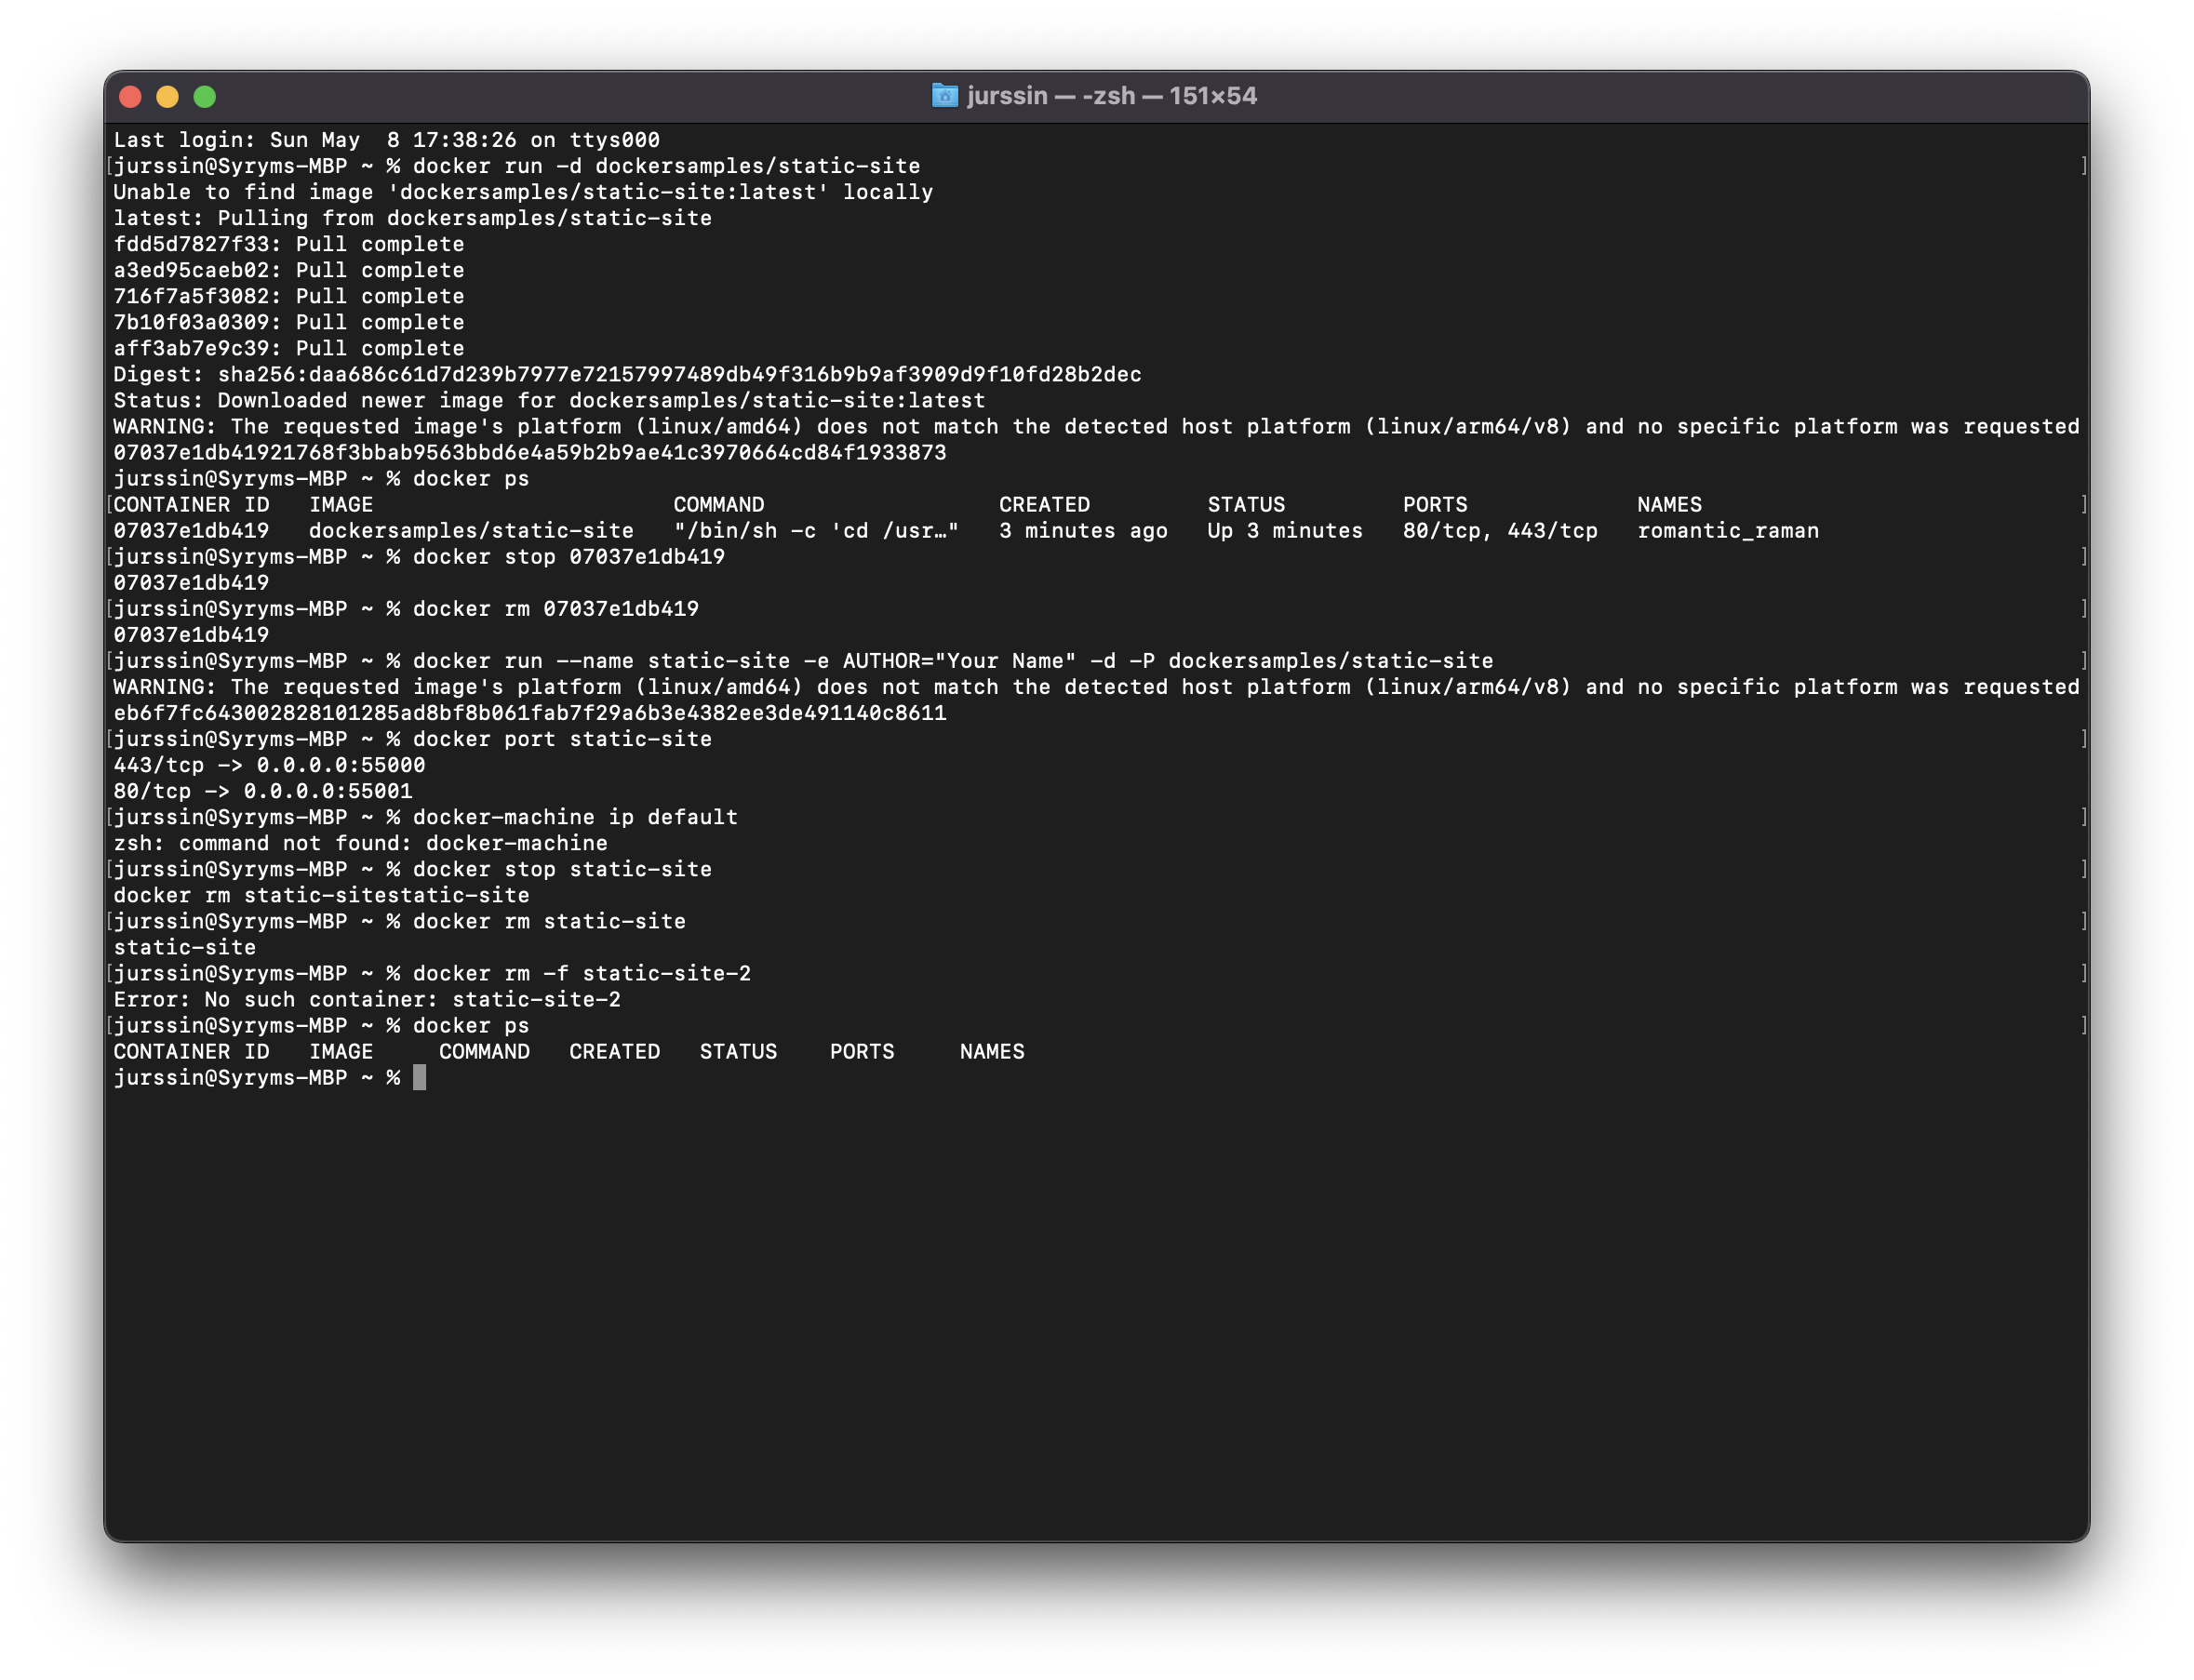 jurssin — -zsh — 151×54
Last login: Sun May  8 17:38:26 on ttys000
[jurssin@Syryms-MBP ~ % docker run -d dockersamples/static-site ]
Unable to find image 'dockersamples/static-site:latest' locally
latest: Pulling from dockersamples/static-site
fdd5d7827f33: Pull complete
a3ed95caeb02: Pull complete
716f7a5f3082: Pull complete
7b10f03a0309: Pull complete
aff3ab7e9c39: Pull complete
Digest: sha256:daa686c61d7d239b7977e72157997489db49f316b9b9af3909d9f10fd28b2dec
Status: Downloaded newer image for dockersamples/static-site:latest
WARNING: The requested image's platform (linux/amd64) does not match the detected host platform (linux/arm64/v8) and no specific platform was requested
07037e1db41921768f3bbab9563bbd6e4a59b2b9ae41c3970664cd84f1933873
jurssin@Syryms-MBP ~ % docker ps
[CONTAINER ID   IMAGE                       COMMAND                  CREATED         STATUS         PORTS             NAMES ]
07037e1db419   dockersamples/static-site   "/bin/sh -c 'cd /usr…"   3 minutes ago   Up 3 minutes   80/tcp, 443/tcp   romantic_raman
[jurssin@Syryms-MBP ~ % docker stop 07037e1db419 ]
07037e1db419
[jurssin@Syryms-MBP ~ % docker rm 07037e1db419 ]
07037e1db419
[jurssin@Syryms-MBP ~ % docker run --name static-site -e AUTHOR="Your Name" -d -P dockersamples/static-site ]
WARNING: The requested image's platform (linux/amd64) does not match the detected host platform (linux/arm64/v8) and no specific platform was requested
eb6f7fc643002828101285ad8bf8b061fab7f29a6b3e4382ee3de491140c8611
[jurssin@Syryms-MBP ~ % docker port static-site ]
443/tcp -> 0.0.0.0:55000
80/tcp -> 0.0.0.0:55001
[jurssin@Syryms-MBP ~ % docker-machine ip default ]
zsh: command not found: docker-machine
[jurssin@Syryms-MBP ~ % docker stop static-site ]
docker rm static-sitestatic-site
[jurssin@Syryms-MBP ~ % docker rm static-site ]
static-site
[jurssin@Syryms-MBP ~ % docker rm -f static-site-2 ]
Error: No such container: static-site-2
[jurssin@Syryms-MBP ~ % docker ps ]
CONTAINER ID   IMAGE     COMMAND   CREATED   STATUS    PORTS     NAMES
jurssin@Syryms-MBP ~ %